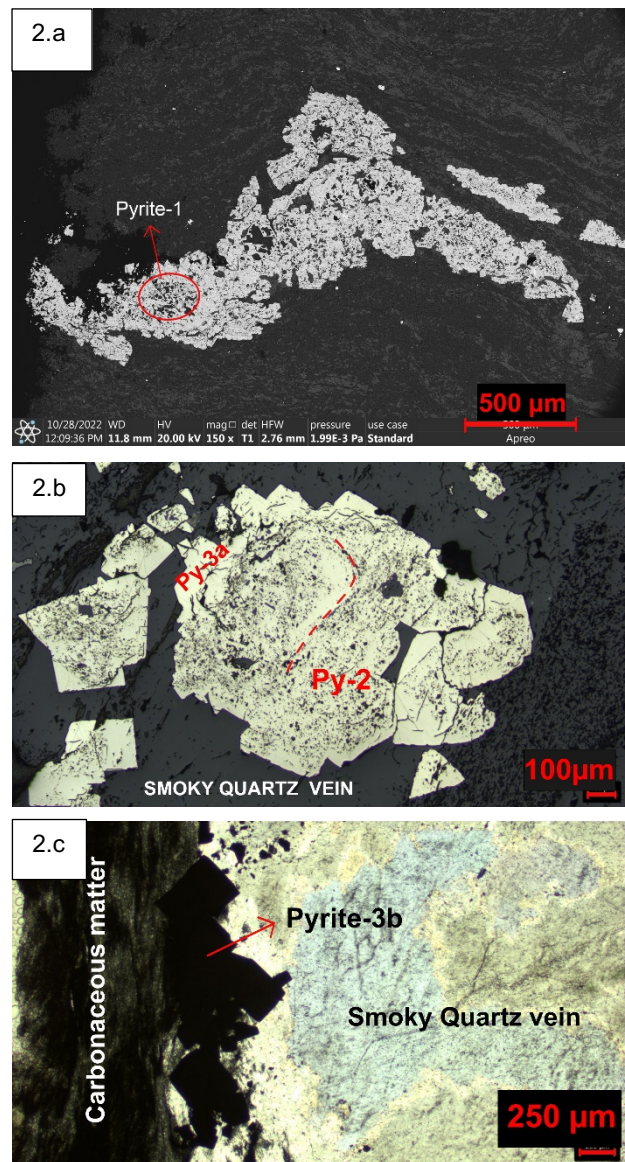 2.a
Pyrite-1
500 µm
10/28/2022 WD HV mag □ det HFW pressure use case
12:09:36 PM 11.8 mm 20.00 kV 150 x T1 2.76 mm 1.99E-3 Pa Standard Apreo
2.b
Py-3a
Py-2
100µm
SMOKY QUARTZ VEIN
2.c
Carbonaceous matter
Pyrite-3b
Smoky Quartz vein
250 µm